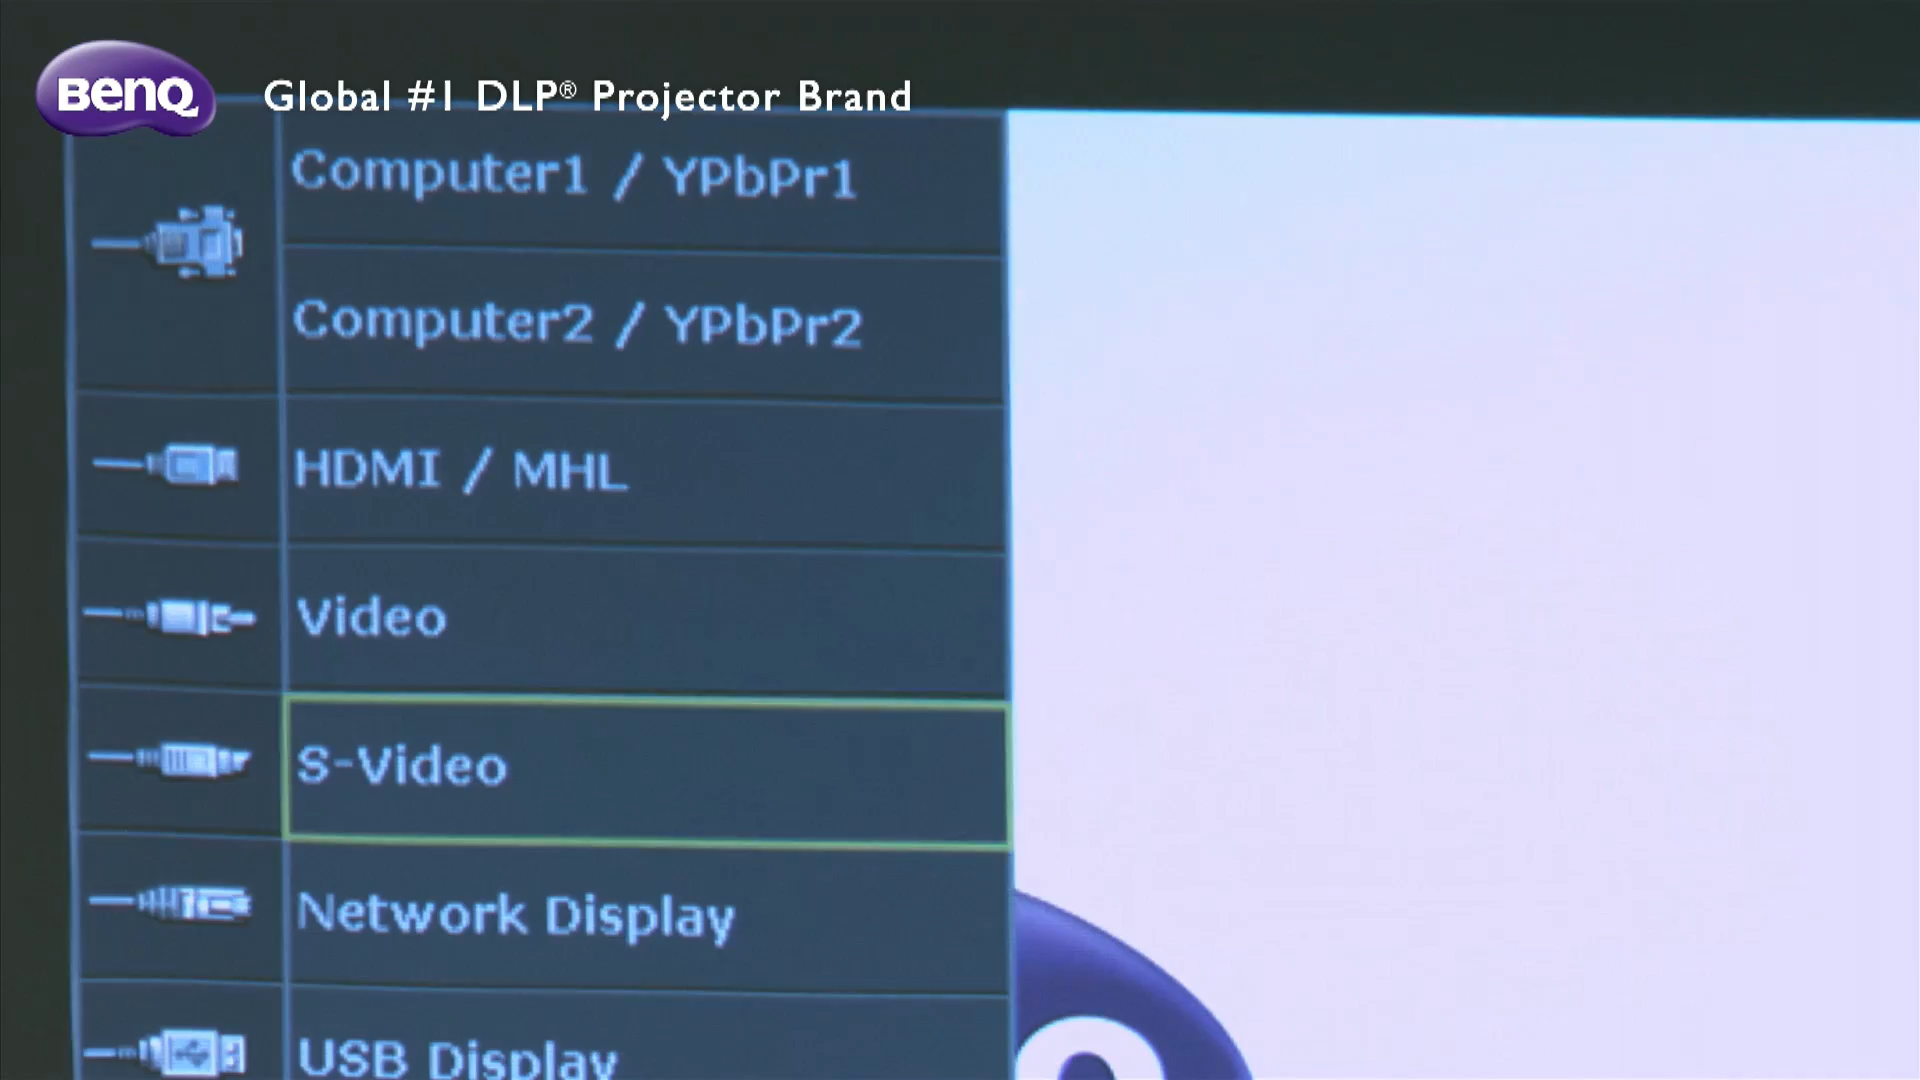 BenQ Global #1 DLP® Projector Brand
Computer1 / YPbPr1
Computer2 / YPbPr2
HDMI / MHL
Video
S-Video
Network Display
USB Display